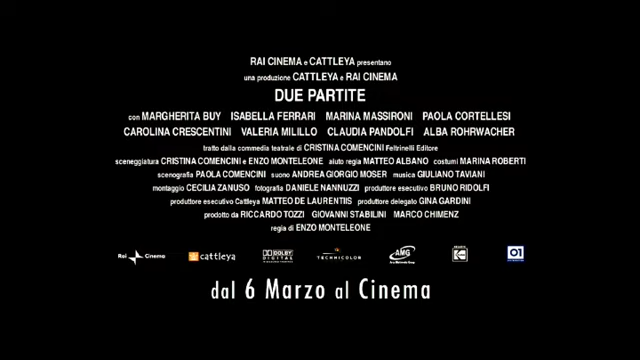 RAI CINEMA e CATTLEYA presentano
una produzione CATTLEYA e RAI CINEMA
DUE PARTITE
con MARGHERITA BUY ISABELLA FERRARI MARINA MASSIRONI PAOLA CORTELLESI
CAROLINA CRESCENTINI VALERIA MILILLO CLAUDIA PANDOLFI ALBA ROHRWACHER
tratto dalla commedia teatrale di CRISTINA COMENCINI Feltrinelli Editore
sceneggiatura CRISTINA COMENCINI e ENZO MONTELEONE aiuto regia MATTEO ALBANO costumi MARINA ROBERTI
scenografia PAOLA COMENCINI suono ANDREA GIORGIO MOSER musica GIULIANO TAVIANI
montaggio CECILIA ZANUSO fotografia DANIELE NANNUZZI produttore esecutivo BRUNO RIDOLFI
produttore esecutivo Cattleya MATTEO DE LAURENTIIS produttore delegato GINA GARDINI
prodotto da RICCARDO TOZZI GIOVANNI STABILINI MARCO CHIMENZ
regia di ENZO MONTELEONE
Rai Cinema cattleya DOLBY DIGITAL TECHNICOLOR AMG 01
dal 6 Marzo al Cinema